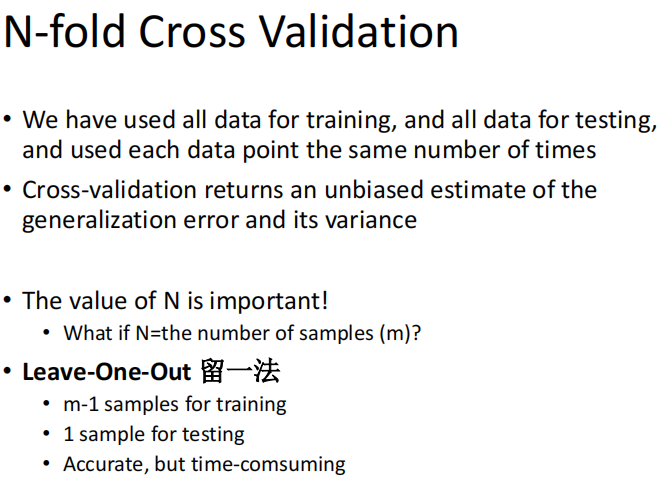 N-fold Cross Validation
• We have used all data for training, and all data for testing,
and used each data point the same number of times
• Cross-validation returns an unbiased estimate of the
generalization error and its variance
• The value of N is important!
• What if N=the number of samples (m)?
• Leave-One-Out 留一法
• m-1 samples for training
• 1 sample for testing
• Accurate, but time-comsuming